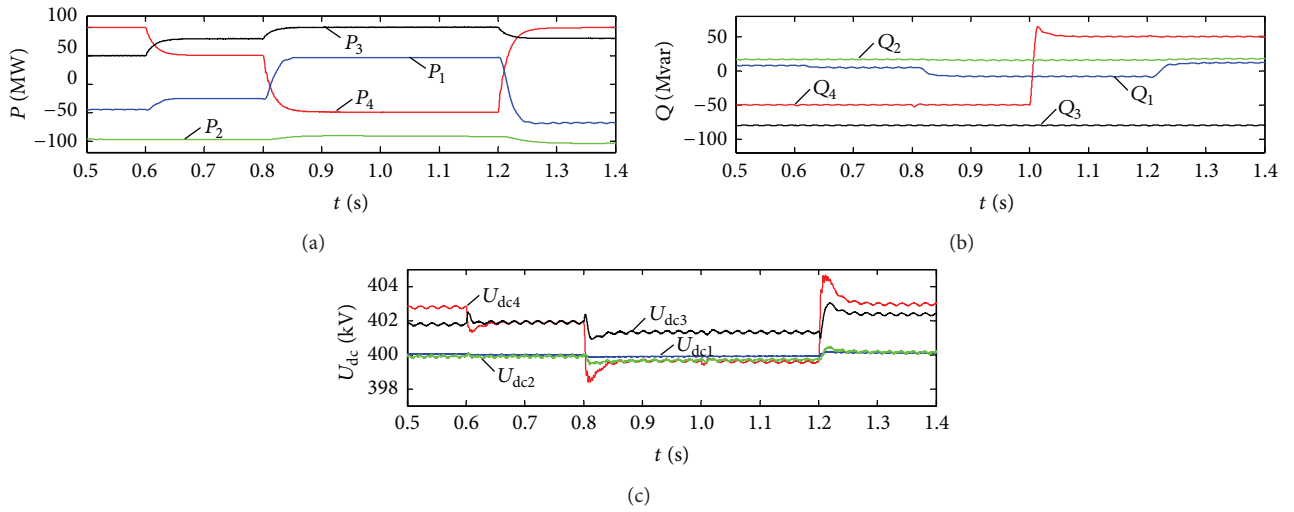 100
50
0
−50
−100
P (MW)
P3
P1
P4
P2
0.5 0.6 0.7 0.8 0.9 1.0 1.1 1.2 1.3 1.4
t (s)
(a)
50
0
−50
−100
Q (Mvar)
Q2
Q4
Q1
Q3
0.5 0.6 0.7 0.8 0.9 1.0 1.1 1.2 1.3 1.4
t (s)
(b)
404
402
400
398
Udc (kV)
Udc4
Udc3
Udc1
Udc2
0.5 0.6 0.7 0.8 0.9 1.0 1.1 1.2 1.3 1.4
t (s)
(c)